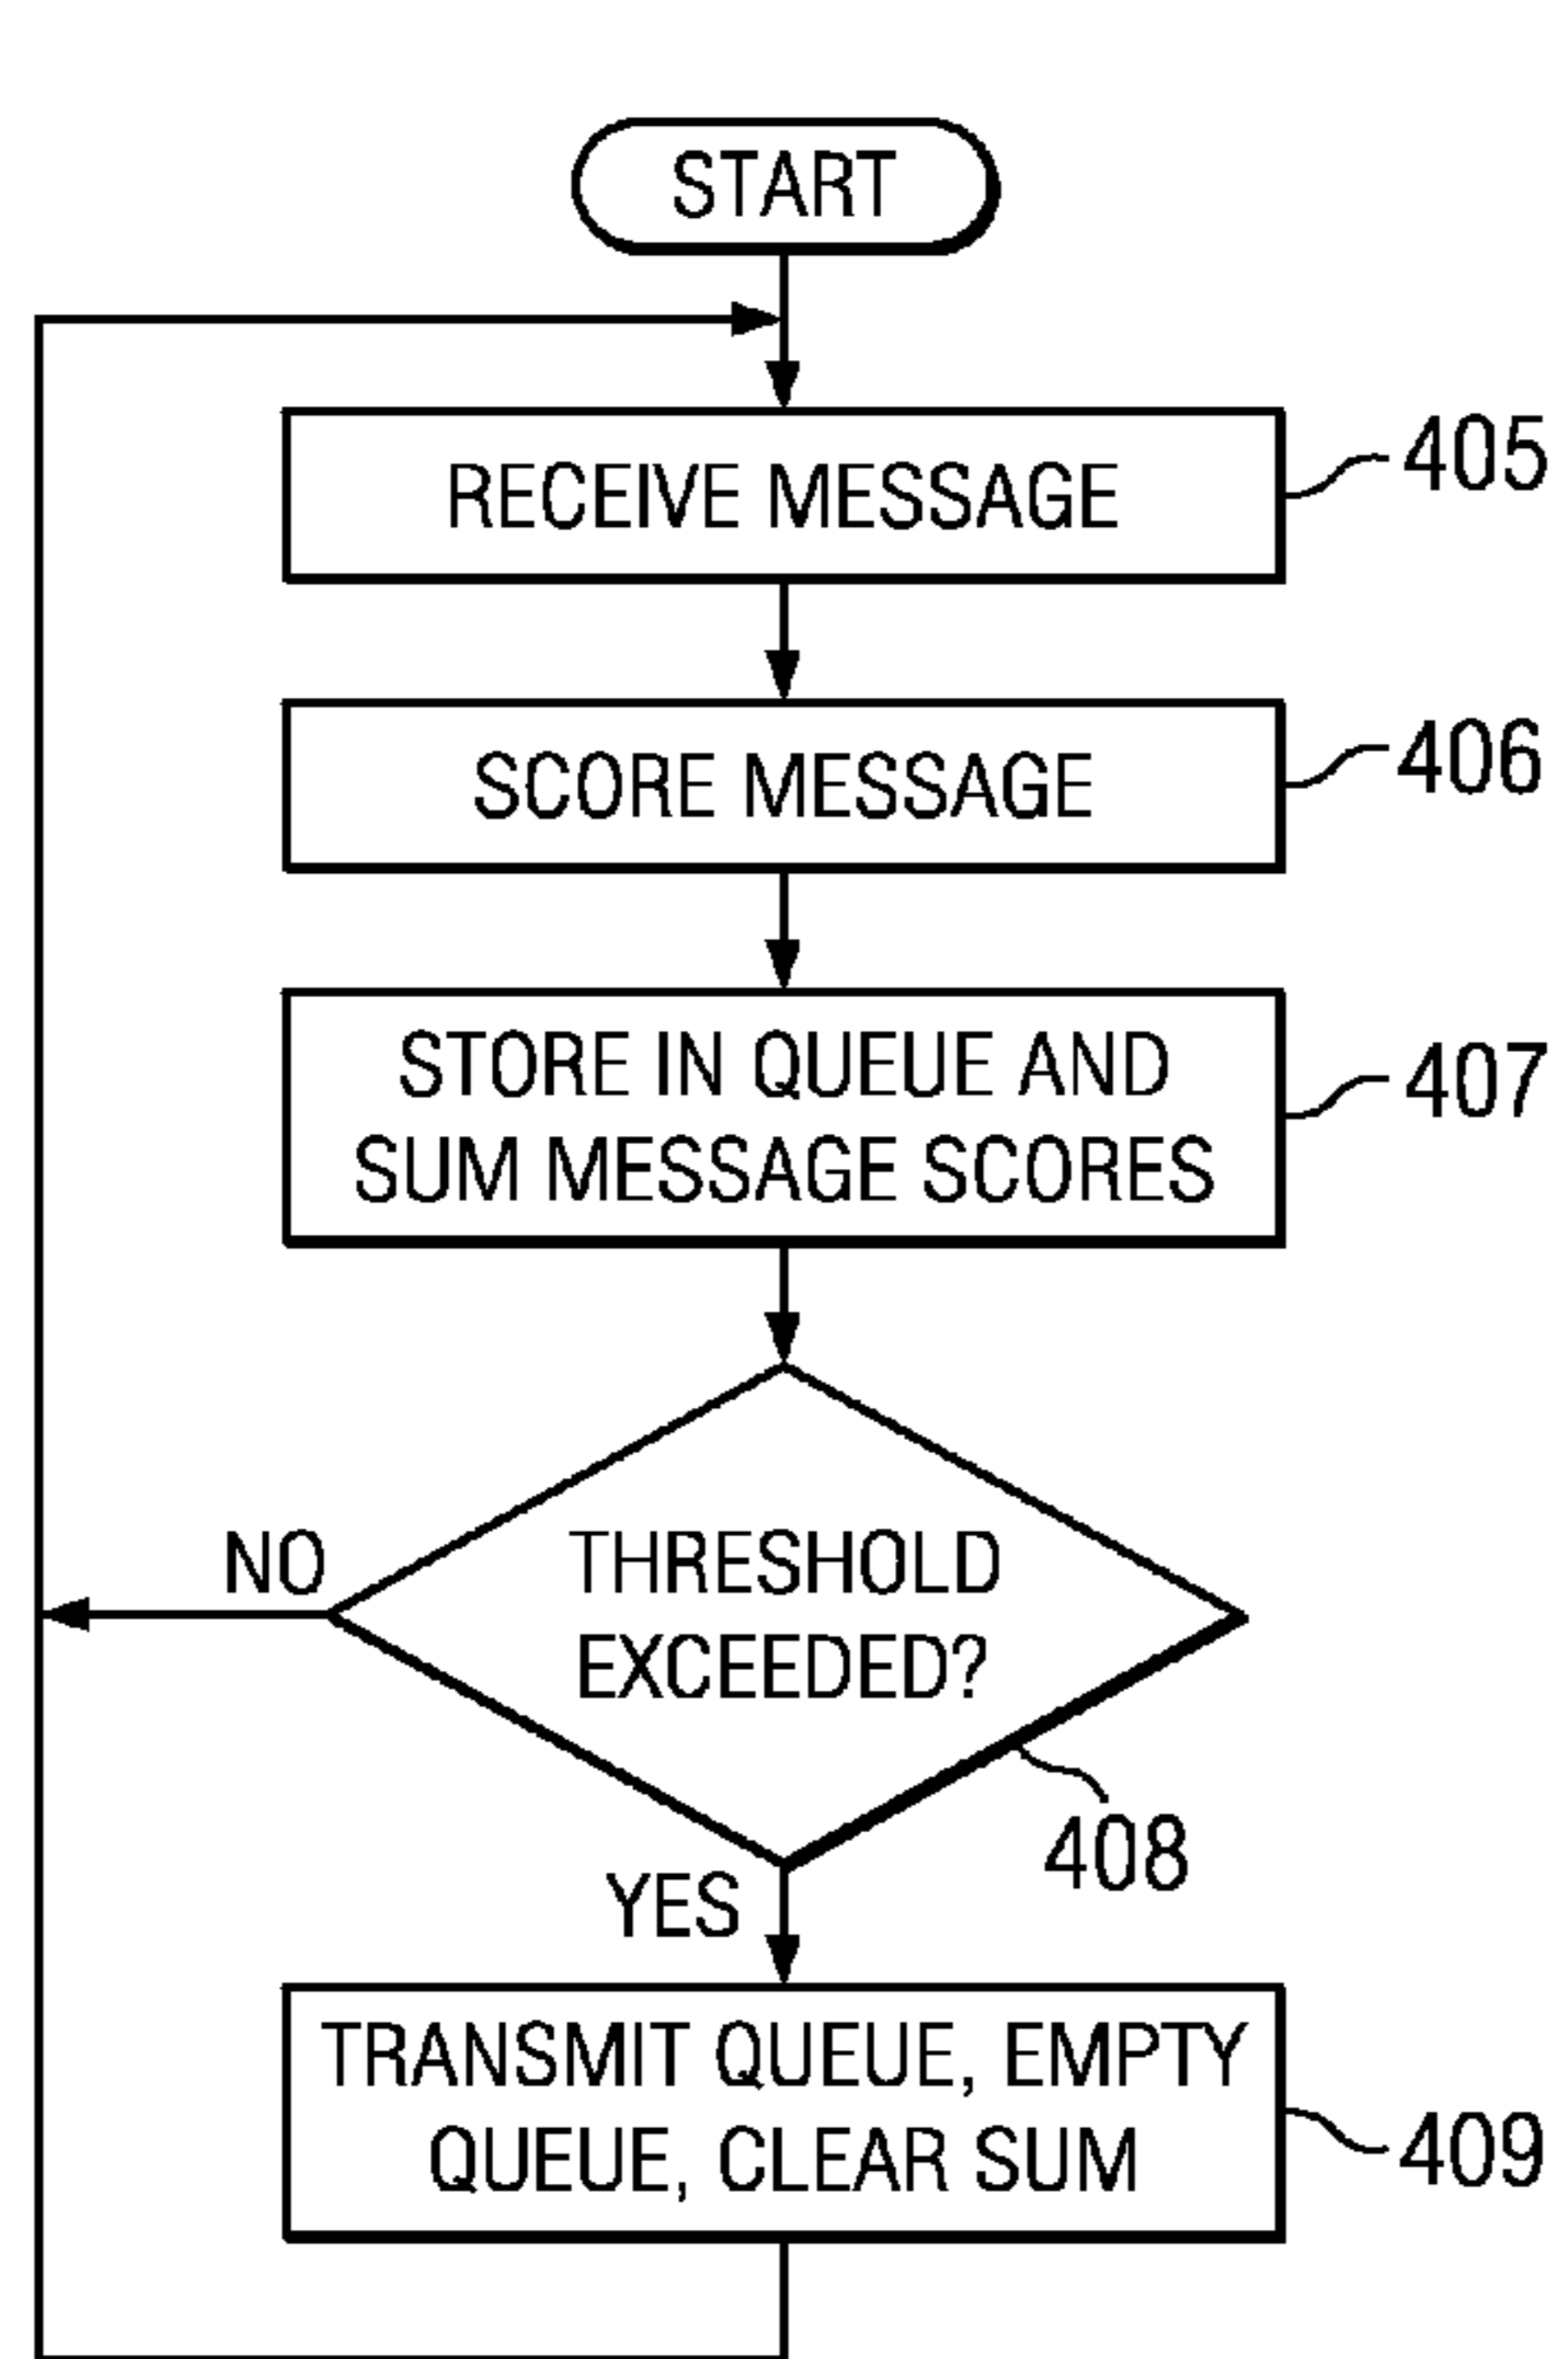 START
RECEIVE MESSAGE
405
SCORE MESSAGE
406
STORE IN QUEUE AND
SUM MESSAGE SCORES
407
NO
THRESHOLD
EXCEEDED?
408
YES
TRANSMIT QUEUE, EMPTY
QUEUE, CLEAR SUM
409